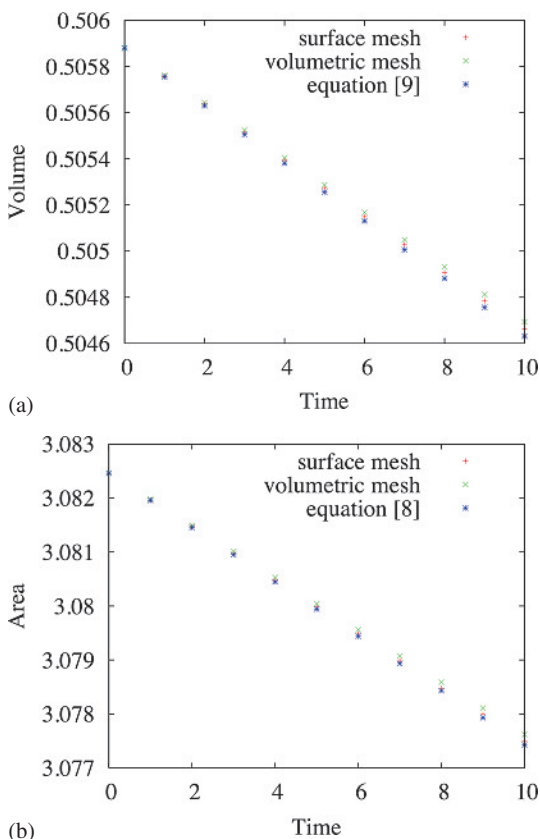 0.506
surface mesh
volumetric mesh
equation [9]
0.5058
0.5056
0.5054
0.5052
0.505
0.5048
0.5046
Volume
0 2 4 6 8 10
(a)
Time
3.083
surface mesh
volumetric mesh
equation [8]
3.082
3.081
3.08
3.079
3.078
3.077
Area
0 2 4 6 8 10
(b)
Time